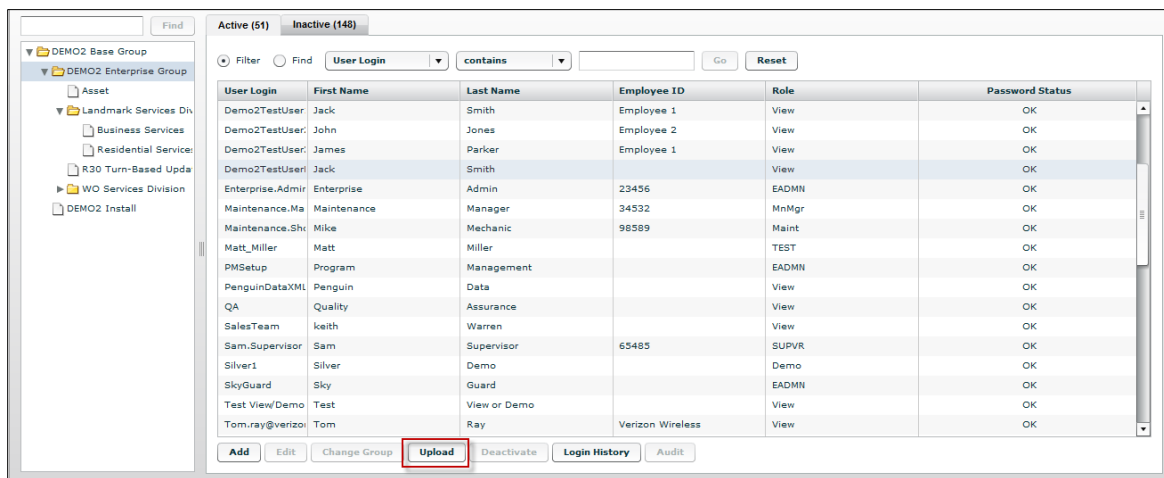 Find
DEMO2 Base Group
DEMO2 Enterprise Group
Asset
Landmark Services Div
Business Services
Residential Service
R30 Turn-Based Upda
WO Services Division
DEMO2 Install
Active (51) Inactive (148)
Filter Find User Login contains Go Reset
User Login First Name Last Name Employee ID Role Password Status
Demo2TestUser Jack Smith Employee 1 View OK
Demo2TestUser John Jones Employee 2 View OK
Demo2TestUser James Parker Employee 1 View OK
Demo2TestUser Jack Smith View OK
Enterprise.Admir Enterprise Admin 23456 EADMN OK
Maintenance.Ma Maintenance Manager 34532 MnMgr OK
Maintenance.Sho Mike Mechanic 98589 Maint OK
Matt_Miller Matt Miller TEST OK
PMSetup Program Management EADMN OK
PenguinDataXML Penguin Data View OK
QA Quality Assurance View OK
SalesTeam keith Warren View OK
Sam.Supervisor Sam Supervisor 65485 SUPVR OK
Silver1 Silver Demo Demo OK
SkyGuard Sky Guard EADMN OK
Test View/Demo Test View or Demo View OK
Tom.ray@verizo Tom Ray Verizon Wireless View OK
Add Edit Change Group Upload Deactivate Login History Audit